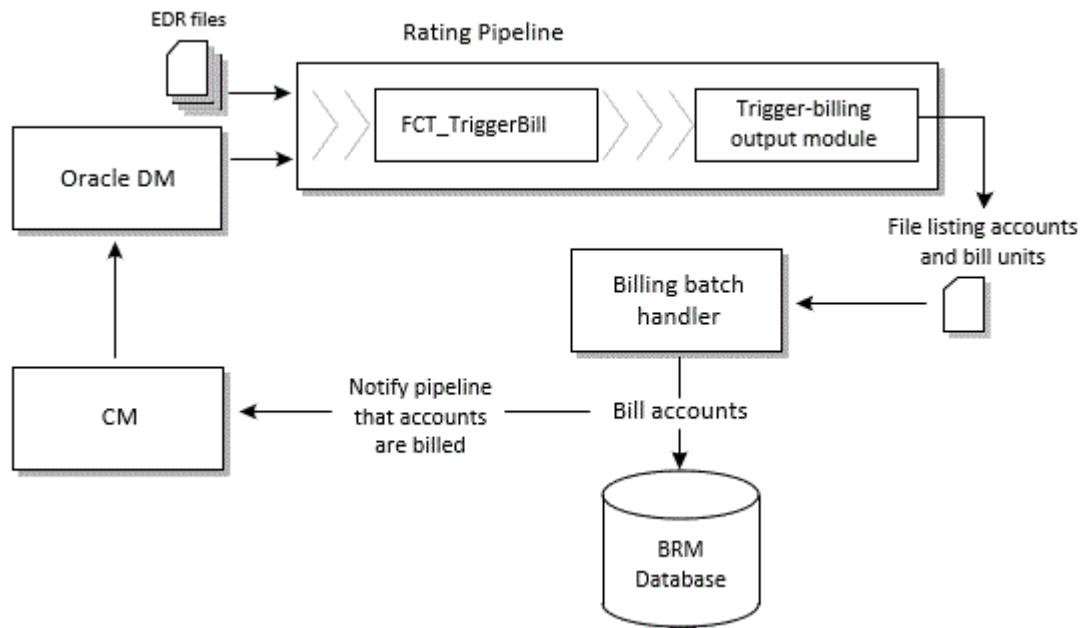 EDR files
Rating Pipeline
FCT_TriggerBill
Trigger-billing
output module
Oracle DM
File listing accounts
and bill units
Billing batch
handler
CM
Notify pipeline
that accounts
are billed
Bill accounts
BRM
Database